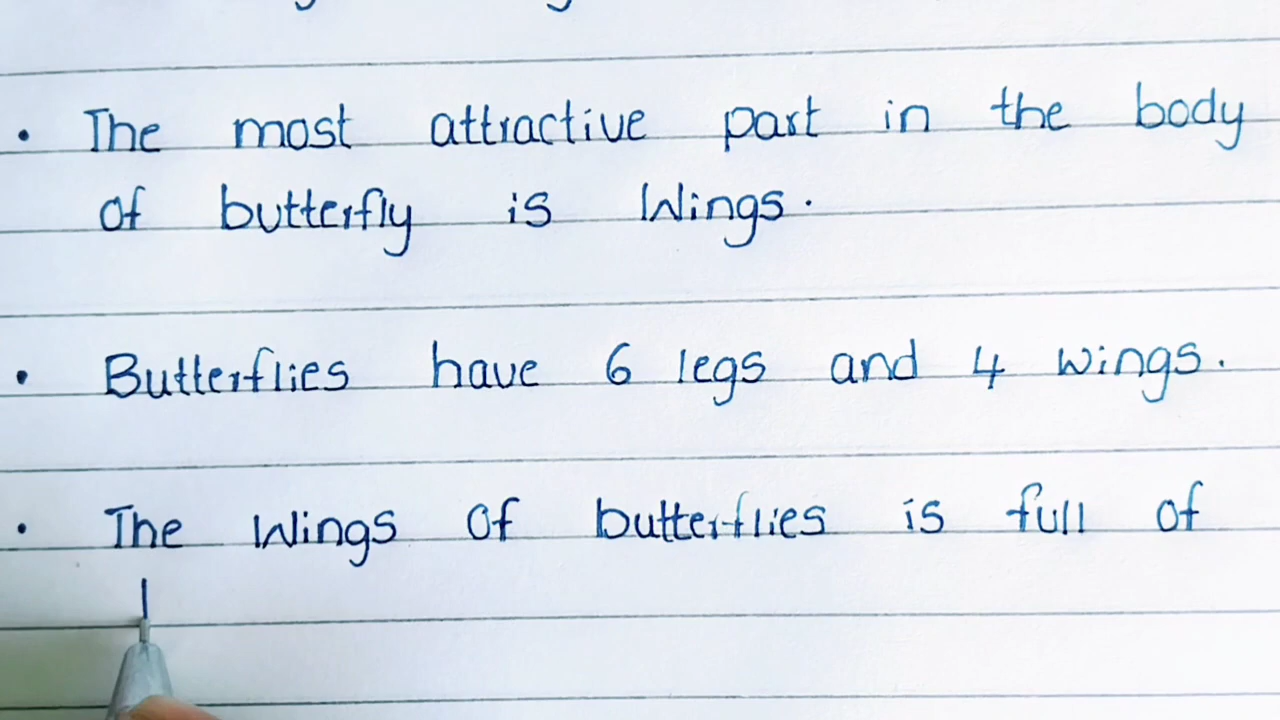 • The most attractive part in the body
of butterfly is Wings.
• Butterflies have 6 legs and 4 wings.
• The Wings of butterflies is full of